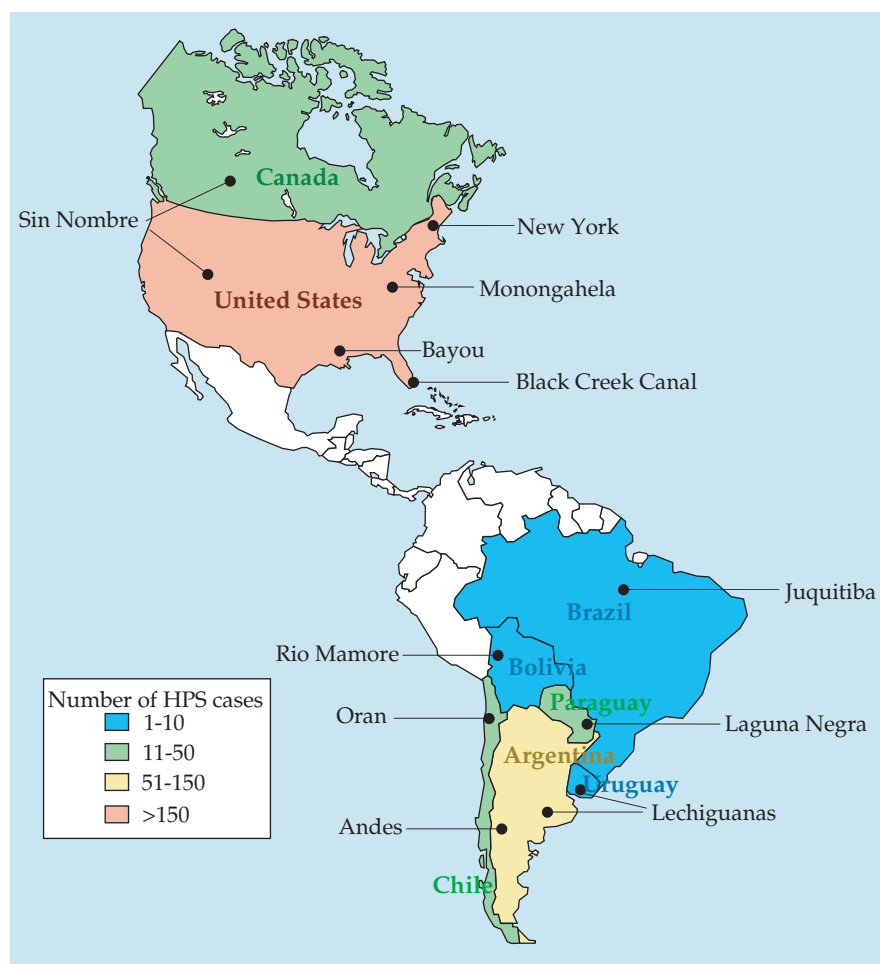 Canada
Sin Nombre
New York
United States
Monongahela
Bayou
Black Creek Canal
Juquitiba
Brazil
Rio Mamore
Bolivia
Number of HPS cases
1-10
11-50
51-150
>150
Paraguay
Oran
Laguna Negra
Argentina
Uruguay
Lechiguanas
Andes
Chile